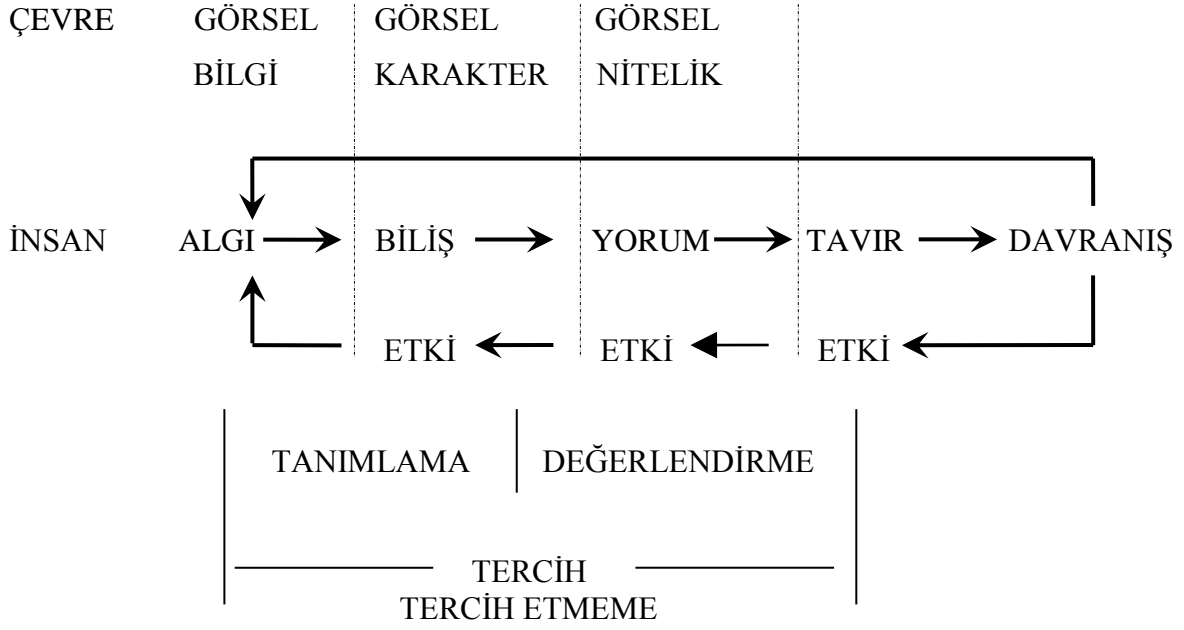 ÇEVRE GÖRSEL GÖRSEL GÖRSEL
BİLGİ KARAKTER NİTELİK
İNSAN ALGI BİLİŞ YORUM TAVIR DAVRANIŞ
ETKİ ETKİ ETKİ
TANIMLAMA DEĞERLENDİRME
TERCİH
TERCİH ETMEME